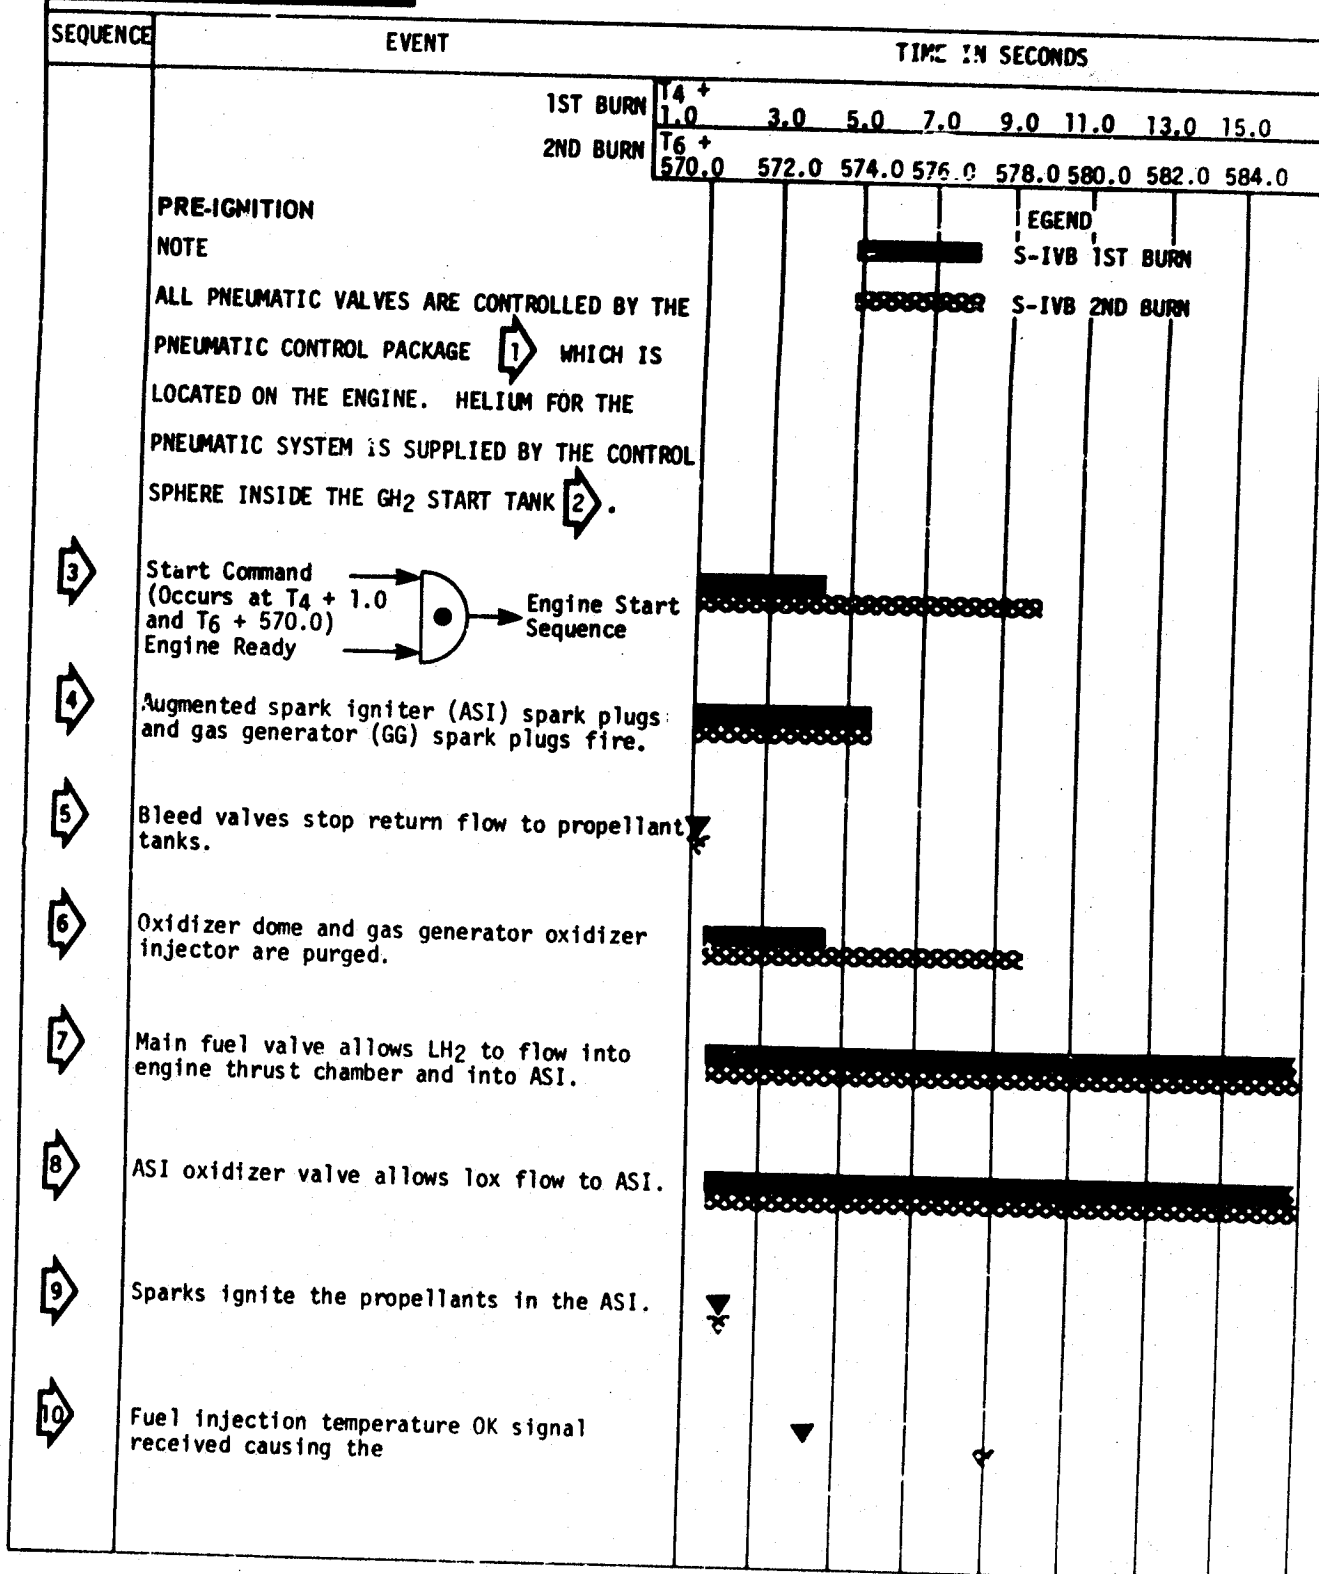 SEQUENCE EVENT TIME IN SECONDS
1ST BURN T4 + 1.0 3.0 5.0 7.0 9.0 11.0 13.0 15.0
2ND BURN T6 + 570.0 572.0 574.0 576.0 578.0 580.0 582.0 584.0
PRE-IGNITION
EGEND
NOTE
S-IVB 1ST BURN
ALL PNEUMATIC VALVES ARE CONTROLLED BY THE
S-IVB 2ND BURN
PNEUMATIC CONTROL PACKAGE 1 WHICH IS
LOCATED ON THE ENGINE. HELIUM FOR THE
PNEUMATIC SYSTEM IS SUPPLIED BY THE CONTROL
SPHERE INSIDE THE GH2 START TANK 2 .
3
Start Command
(Occurs at T4 + 1.0
and T6 + 570.0)
Engine Ready
Engine Start
Sequence
4
Augmented spark igniter (ASI) spark plugs
and gas generator (GG) spark plugs fire.
5
Bleed valves stop return flow to propellant
tanks.
6
Oxidizer dome and gas generator oxidizer
injector are purged.
7
Main fuel valve allows LH2 to flow into
engine thrust chamber and into ASI.
8
ASI oxidizer valve allows lox flow to ASI.
9
Sparks ignite the propellants in the ASI.
10
Fuel injection temperature OK signal
received causing the